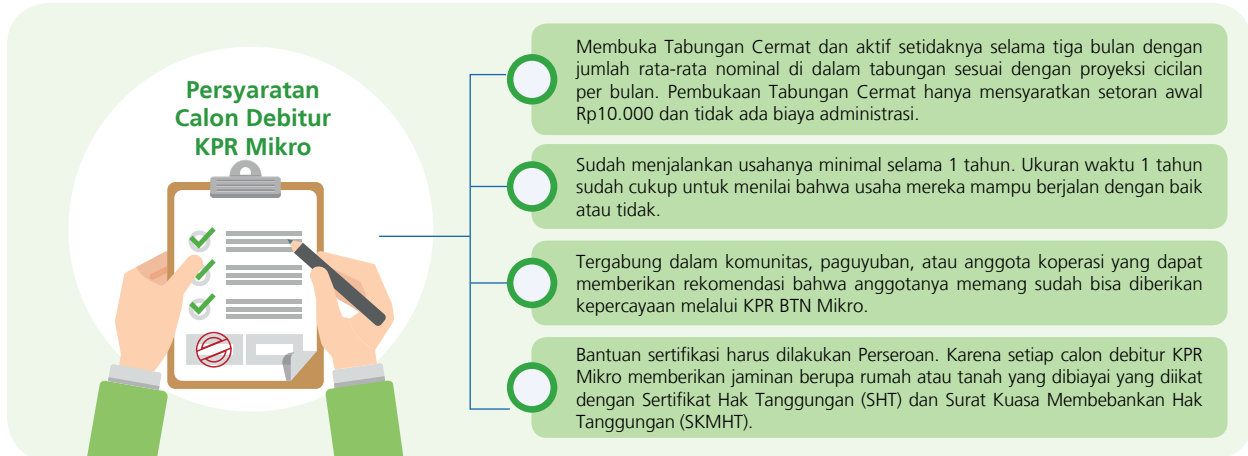 Persyaratan
Calon Debitur
KPR Mikro
Membuka Tabungan Cermat dan aktif setidaknya selama tiga bulan dengan
jumlah rata-rata nominal di dalam tabungan sesuai dengan proyeksi cicilan
per bulan. Pembukaan Tabungan Cermat hanya mensyaratkan setoran awal
Rp10.000 dan tidak ada biaya administrasi.
Sudah menjalankan usahanya minimal selama 1 tahun. Ukuran waktu 1 tahun
sudah cukup untuk menilai bahwa usaha mereka mampu berjalan dengan baik
atau tidak.
Tergabung dalam komunitas, paguyuban, atau anggota koperasi yang dapat
memberikan rekomendasi bahwa anggotanya memang sudah bisa diberikan
kepercayaan melalui KPR BTN Mikro.
Bantuan sertifikasi harus dilakukan Perseroan. Karena setiap calon debitur KPR
Mikro memberikan jaminan berupa rumah atau tanah yang dibiayai yang diikat
dengan Sertifikat Hak Tanggungan (SHT) dan Surat Kuasa Membebankan Hak
Tanggungan (SKMHT).